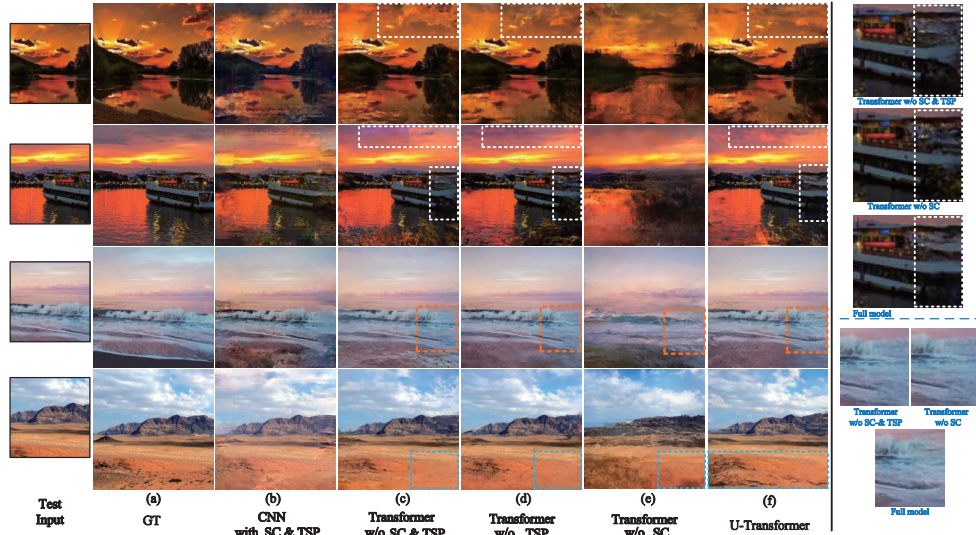 Transformer w/o SC & TSP
Transformer w/o SC
Full model
Transformer
w/o SC & TSP
Transformer
w/o SC
Full model
Test
Input
(a)
GT
(b)
CNN
with SC & TSP
(c)
Transformer
w/o SC & TSP
(d)
Transformer
w/o TSP
(e)
Transformer
w/o SC
(f)
U-Transformer